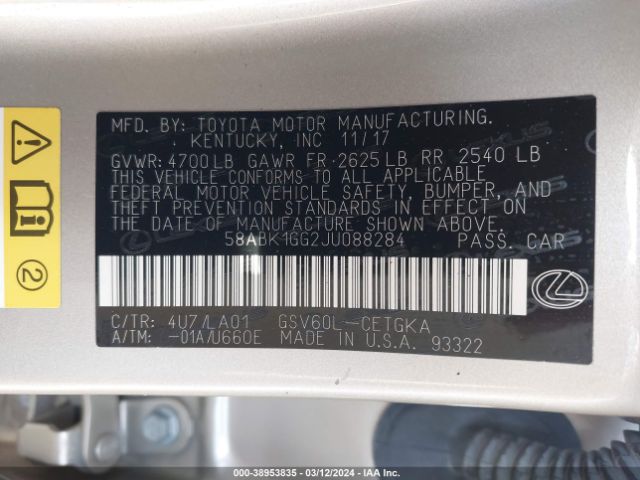 MFD. BY: TOYOTA MOTOR MANUFACTURING.
KENTUCKY, INC 11/17
GVWR: 4700 LB GAWR FR 2625 LB RR 2540 LB
THIS VEHICLE CONFORMS TO ALL APPLICABLE
FEDERAL MOTOR VEHICLE SAFETY, BUMPER, AND
THEFT PREVENTION STANDARDS IN EFFECT ON
THE DATE OF MANUFACTURE SHOWN ABOVE.
58ABK1GG2JU088284 PASS. CAR
C/TR: 4U7/LA01 GSV60L-CETGKA
A/TM: -01A/U660E MADE IN U.S.A. 93322
2
000-38953835 - 03/12/2024 - IAA Inc.